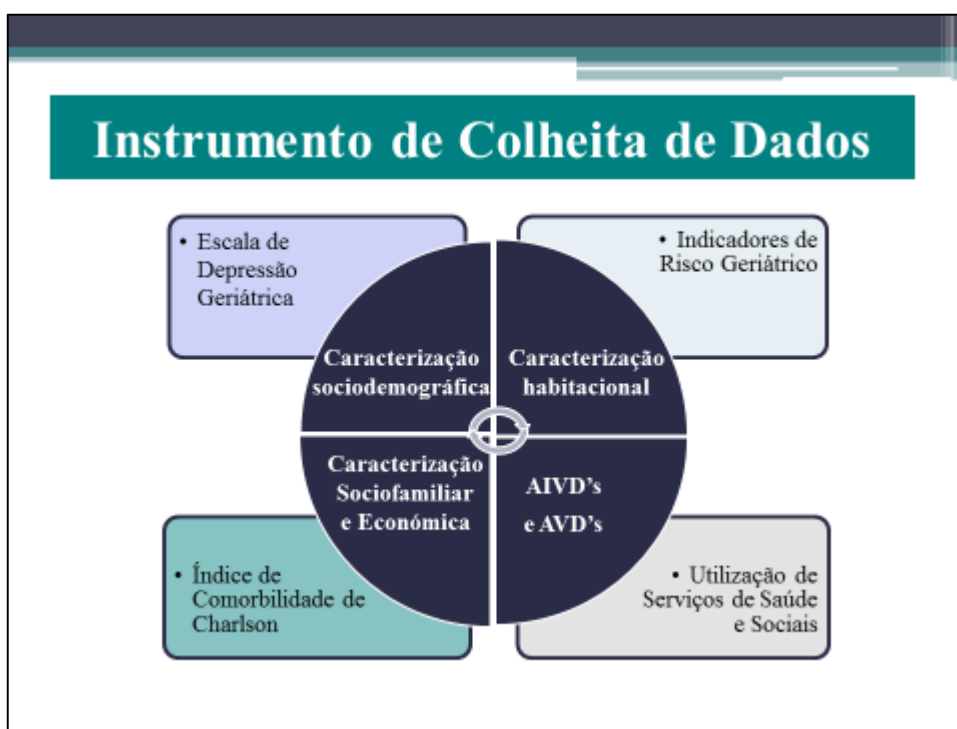 Instrumento de Colheita de Dados
• Escala de
Depressão
Geriátrica
• Indicadores de
Risco Geriátrico
Caracterização
sociodemográfica
Caracterização
habitacional
Caracterização
Sociofamiliar
e Económica
AIVD’s
e AVD’s
• Índice de
Comorbilidade de
Charlson
• Utilização de
Serviços de Saúde
e Sociais